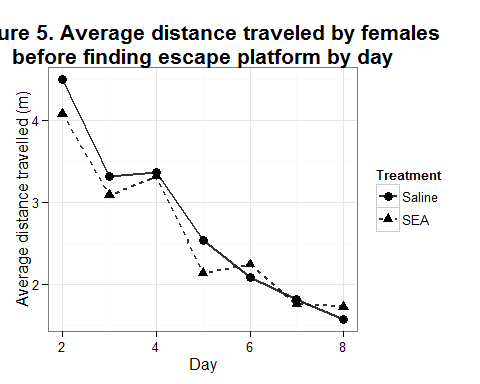 ure 5. Average distance traveled by females
before finding escape platform by day
Average distance travelled (m)
4
3
2
2
4
6
8
Day
Treatment
Saline
SEA